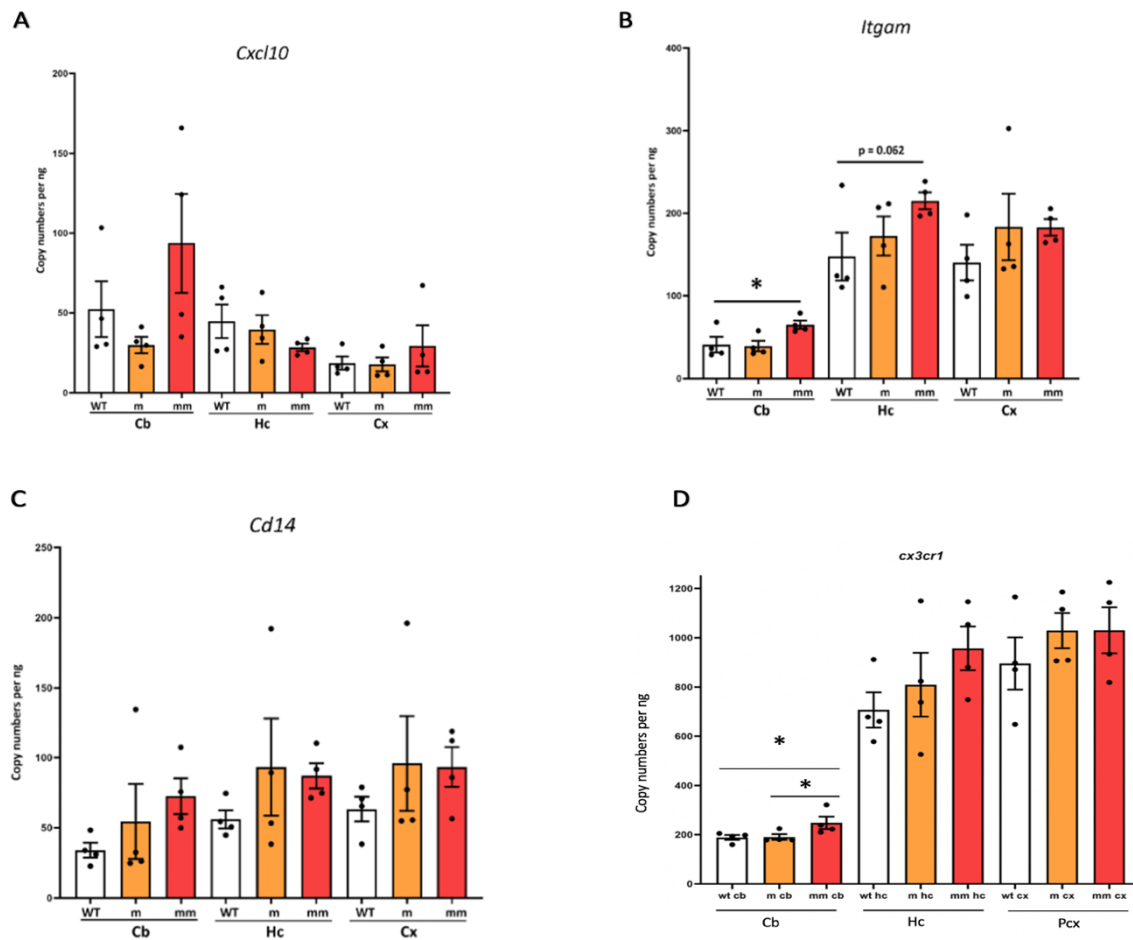 A
Cxcl10
Copy numbers per ng
200
150
100
50
0
WT m mm WT m mm WT m mm
Cb Hc Cx
B
Itgam
Copy numbers per ng
400
300
200
100
0
*
p = 0.062
WT m mm WT m mm WT m mm
Cb Hc Cx
C
Cd14
Copy numbers per ng
250
200
150
100
50
0
WT m mm WT m mm WT m mm
Cb Hc Cx
D
cx3cr1
Copy numbers per ng
1200
1000
800
600
400
200
0
*
*
wt cb m cb mm cb wt hc m hc mm hc wt cx m cx mm cx
Cb Hc Pcx